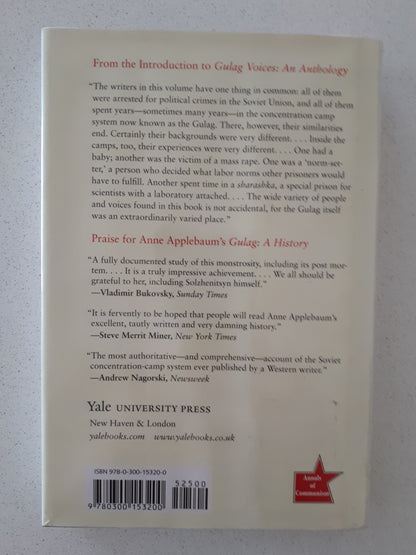 From the Introduction to Gulag Voices: An Anthology
“The writers in this volume have one thing in common: all of them
were arrested for political crimes in the Soviet Union, and all of them
spent years—sometimes many years—in the concentration camp
system now known as the Gulag. There, however, their similarities
end. Certainly their backgrounds were very different. . . . Inside the
camps, too, their experiences were very different. . . . One had a
baby; another was the victim of a mass rape. One was a ‘norm-set-
ter,’ a person who decided what labor norms other prisoners would
have to fulfill. Another spent time in a sharashka, a special prison for
scientists with a laboratory attached. . . . The wide variety of people
and voices found in this book is not accidental, for the Gulag itself
was an extraordinarily varied place.”
Praise for Anne Applebaum’s Gulag: A History
“A fully documented study of this monstrosity, including its post mor-
tem. . . . It is a truly impressive achievement. . . . We all should be
grateful to her, including Solzhenitsyn himself.”
—Vladimir Bukovsky, Sunday Times
“It is fervently to be hoped that people will read Anne Applebaum’s
excellent, tautly written and very damning history.”
—Steve Merrit Miner, New York Times
“The most authoritative—and comprehensive—account of the Soviet
concentration-camp system ever published by a Western writer.”
—Andrew Nagorski, Newsweek
Yale UNIVERSITY PRESS
New Haven & London
yalebooks.com www.yalebooks.co.uk
ISBN 978-0-300-15320-0
52500
9 780300 153200
Annals
of
Communism